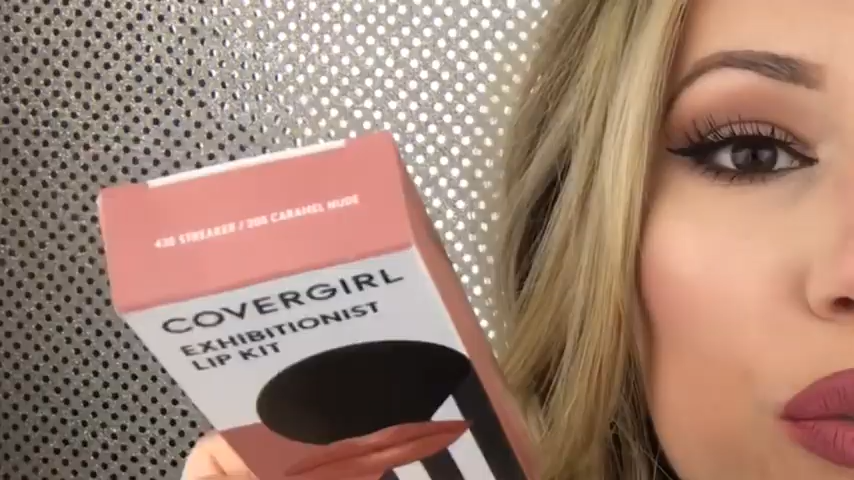 430 STREAKER / 200 CARAMEL NUDE
COVERGIRL
EXHIBITIONIST
LIP KIT